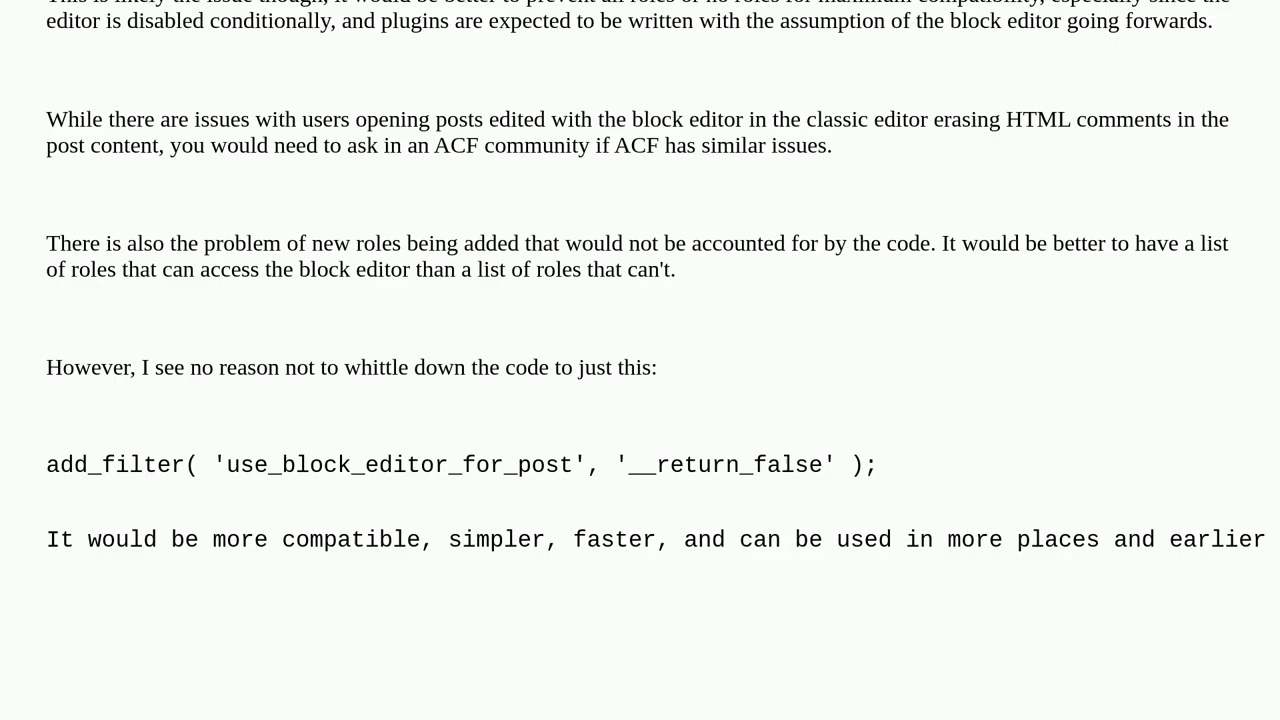 editor is disabled conditionally, and plugins are expected to be written with the assumption of the block editor going forwards.
While there are issues with users opening posts edited with the block editor in the classic editor erasing HTML comments in the
post content, you would need to ask in an ACF community if ACF has similar issues.
There is also the problem of new roles being added that would not be accounted for by the code. It would be better to have a list
of roles that can access the block editor than a list of roles that can't.
However, I see no reason not to whittle down the code to just this:
add_filter( 'use_block_editor_for_post', '__return_false' );
It would be more compatible, simpler, faster, and can be used in more places and earlier